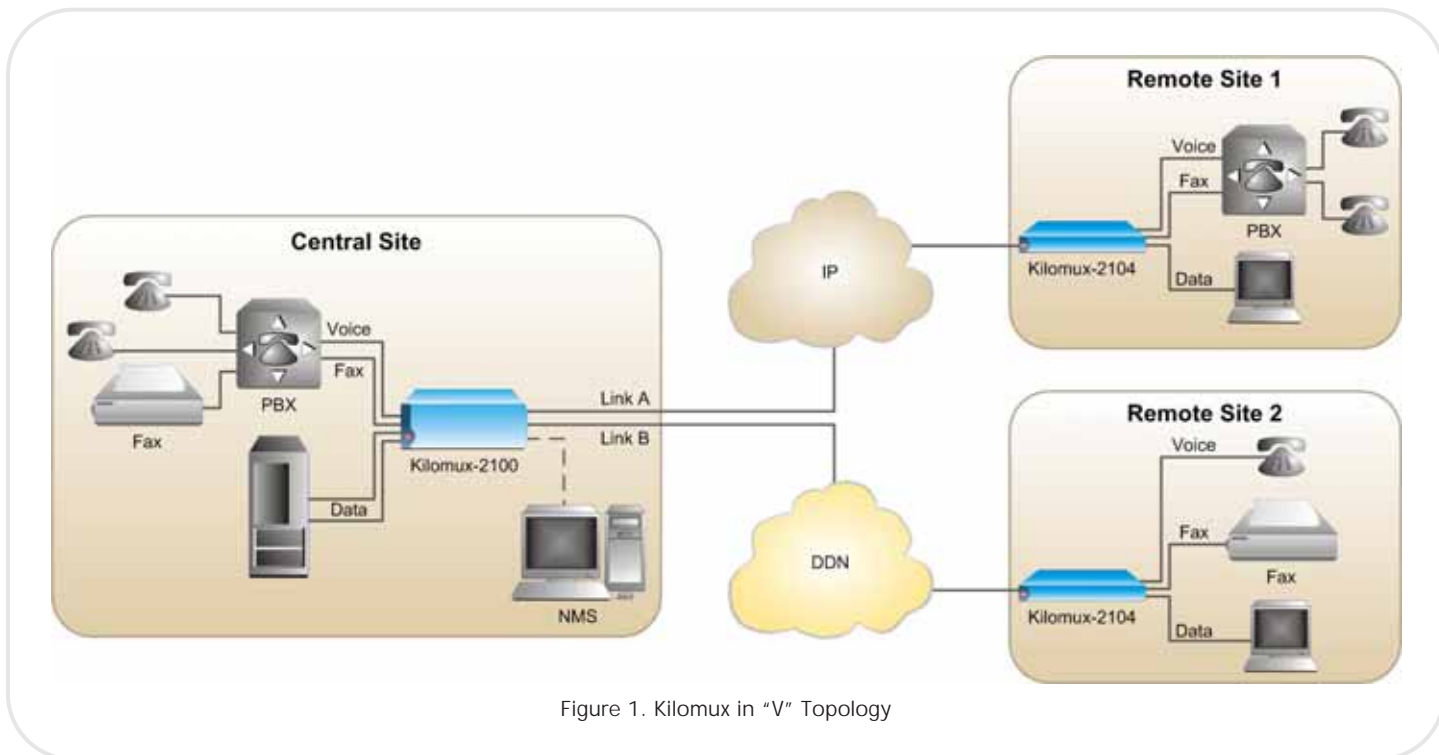 Central Site
Voice
Fax
PBX
Fax
Data
Kilomux-2100
NMS
Link A
Link B
IP
DDN
Remote Site 1
Voice
Fax
PBX
Kilomux-2104
Data
Remote Site 2
Voice
Fax
Fax
Kilomux-2104
Data
Figure 1. Kilomux in “V” Topology